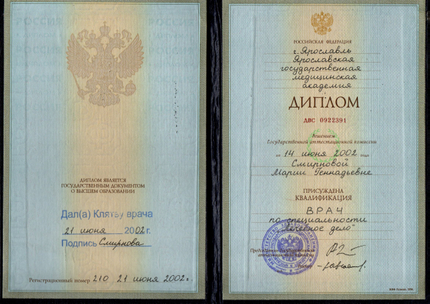 ДИПЛОМ ЯВЛЯЕТСЯ
ГОСУДАРСТВЕННЫМ ДОКУМЕНТОМ
О ВЫСШЕМ ОБРАЗОВАНИИ
Дал(а) Клятву врача
21 июня 2002г.
Подпись Смирнова
Регистрационный номер 210 21 июня 2002г.
РОССИЙСКАЯ ФЕДЕРАЦИЯ
г. Ярославль
Ярославская
государственная
медицинская
академия
ДИПЛОМ
ДВС 0922391
Решением
Государственной аттестационной комиссии
от 14 июня 2002 года
Смирновой
Марии Геннадьевне
ПРИСУЖДЕНА
КВАЛИФИКАЦИЯ
ВРАЧ
по специальности
"Лечебное дело"